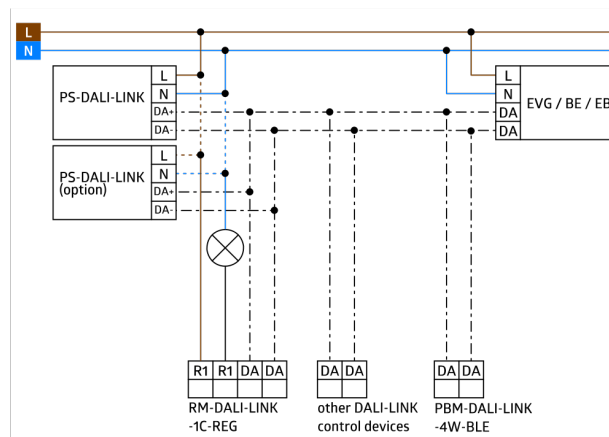 L
N
PS-DALI-LINK
L
N
DA+
DA-
EVG / BE / EB
L
N
DA
DA
PS-DALI-LINK
(option)
L
N
DA+
DA-
R1 R1 DA DA
DA DA
DA DA
RM-DALI-LINK
-1C-REG
other DALI-LINK
control devices
PBM-DALI-LINK
-4W-BLE